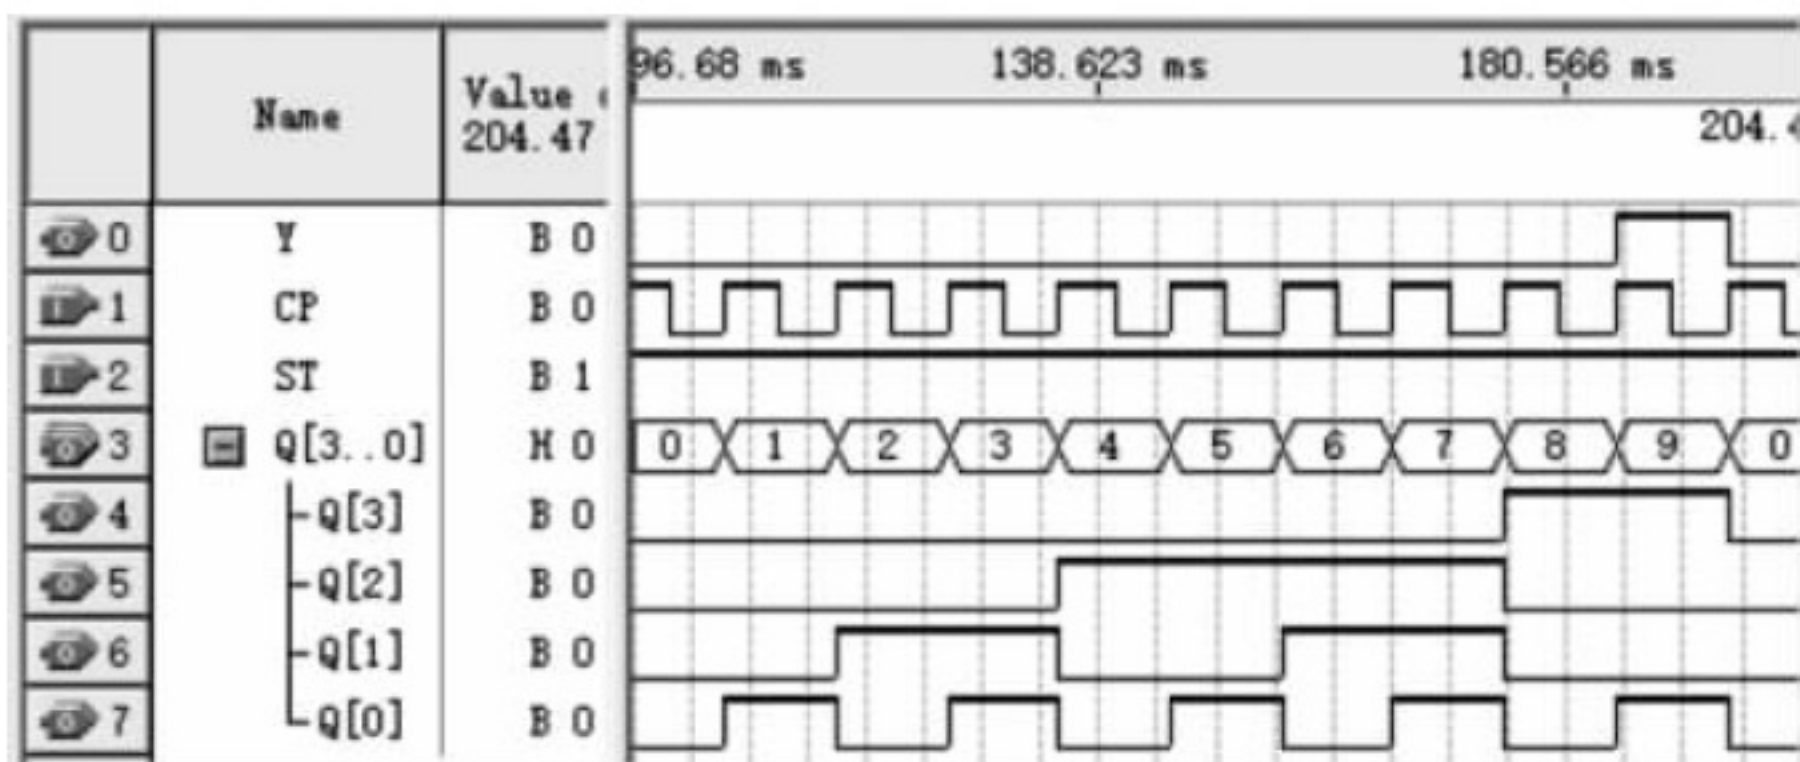 96.68 ms 138.623 ms 180.566 ms
Name
Value
204.47
204.4
0 Y B 0
1 CP B 0
2 ST B 1
3 Q[3..0] H 0 0 1 2 3 4 5 6 7 8 9 0
4 Q[3] B 0
5 Q[2] B 0
6 Q[1] B 0
7 Q[0] B 0